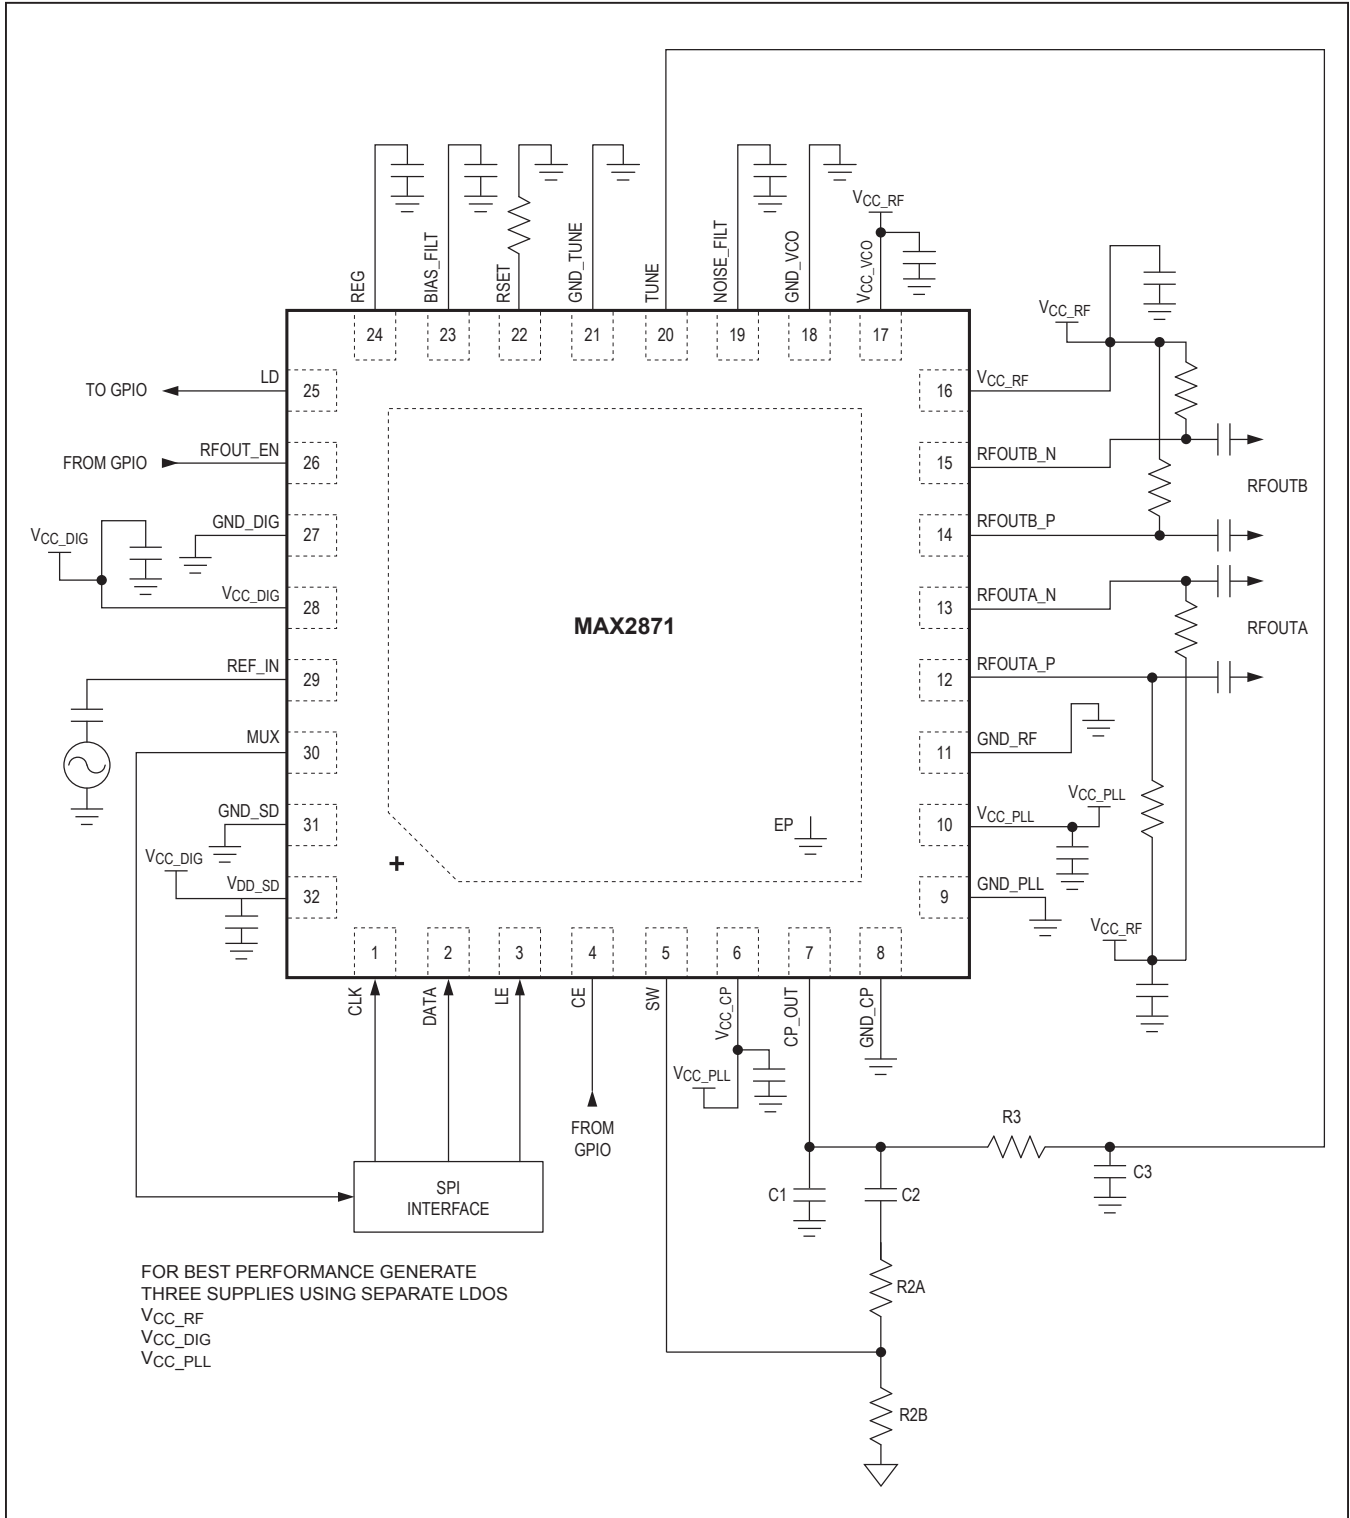 VCC_RF
REG
BIAS_FILT
RSET
GND_TUNE
TUNE
NOISE_FILT
GND_VCO
VCC_VCO
24
23
22
21
20
19
18
17
TO GPIO
LD
25
FROM GPIO
RFOUT_EN
26
GND_DIG
27
VCC_DIG
VCC_DIG
28
REF_IN
29
MUX
30
GND_SD
31
VCC_DIG
VDD_SD
32
MAX2871
EP
+
VCC_RF
16
VCC_RF
15
RFOUTB_N
RFOUTB
14
RFOUTB_P
13
RFOUTA_N
RFOUTA
12
RFOUTA_P
11
GND_RF
VCC_PLL
10
VCC_PLL
9
GND_PLL
VCC_RF
1
2
3
4
5
6
7
8
CLK
DATA
LE
CE
SW
VCC_CP
CP_OUT
GND_CP
VCC_PLL
FROM
GPIO
SPI
INTERFACE
R3
C1
C2
C3
R2A
R2B
FOR BEST PERFORMANCE GENERATE
THREE SUPPLIES USING SEPARATE LDOS
VCC_RF
VCC_DIG
VCC_PLL